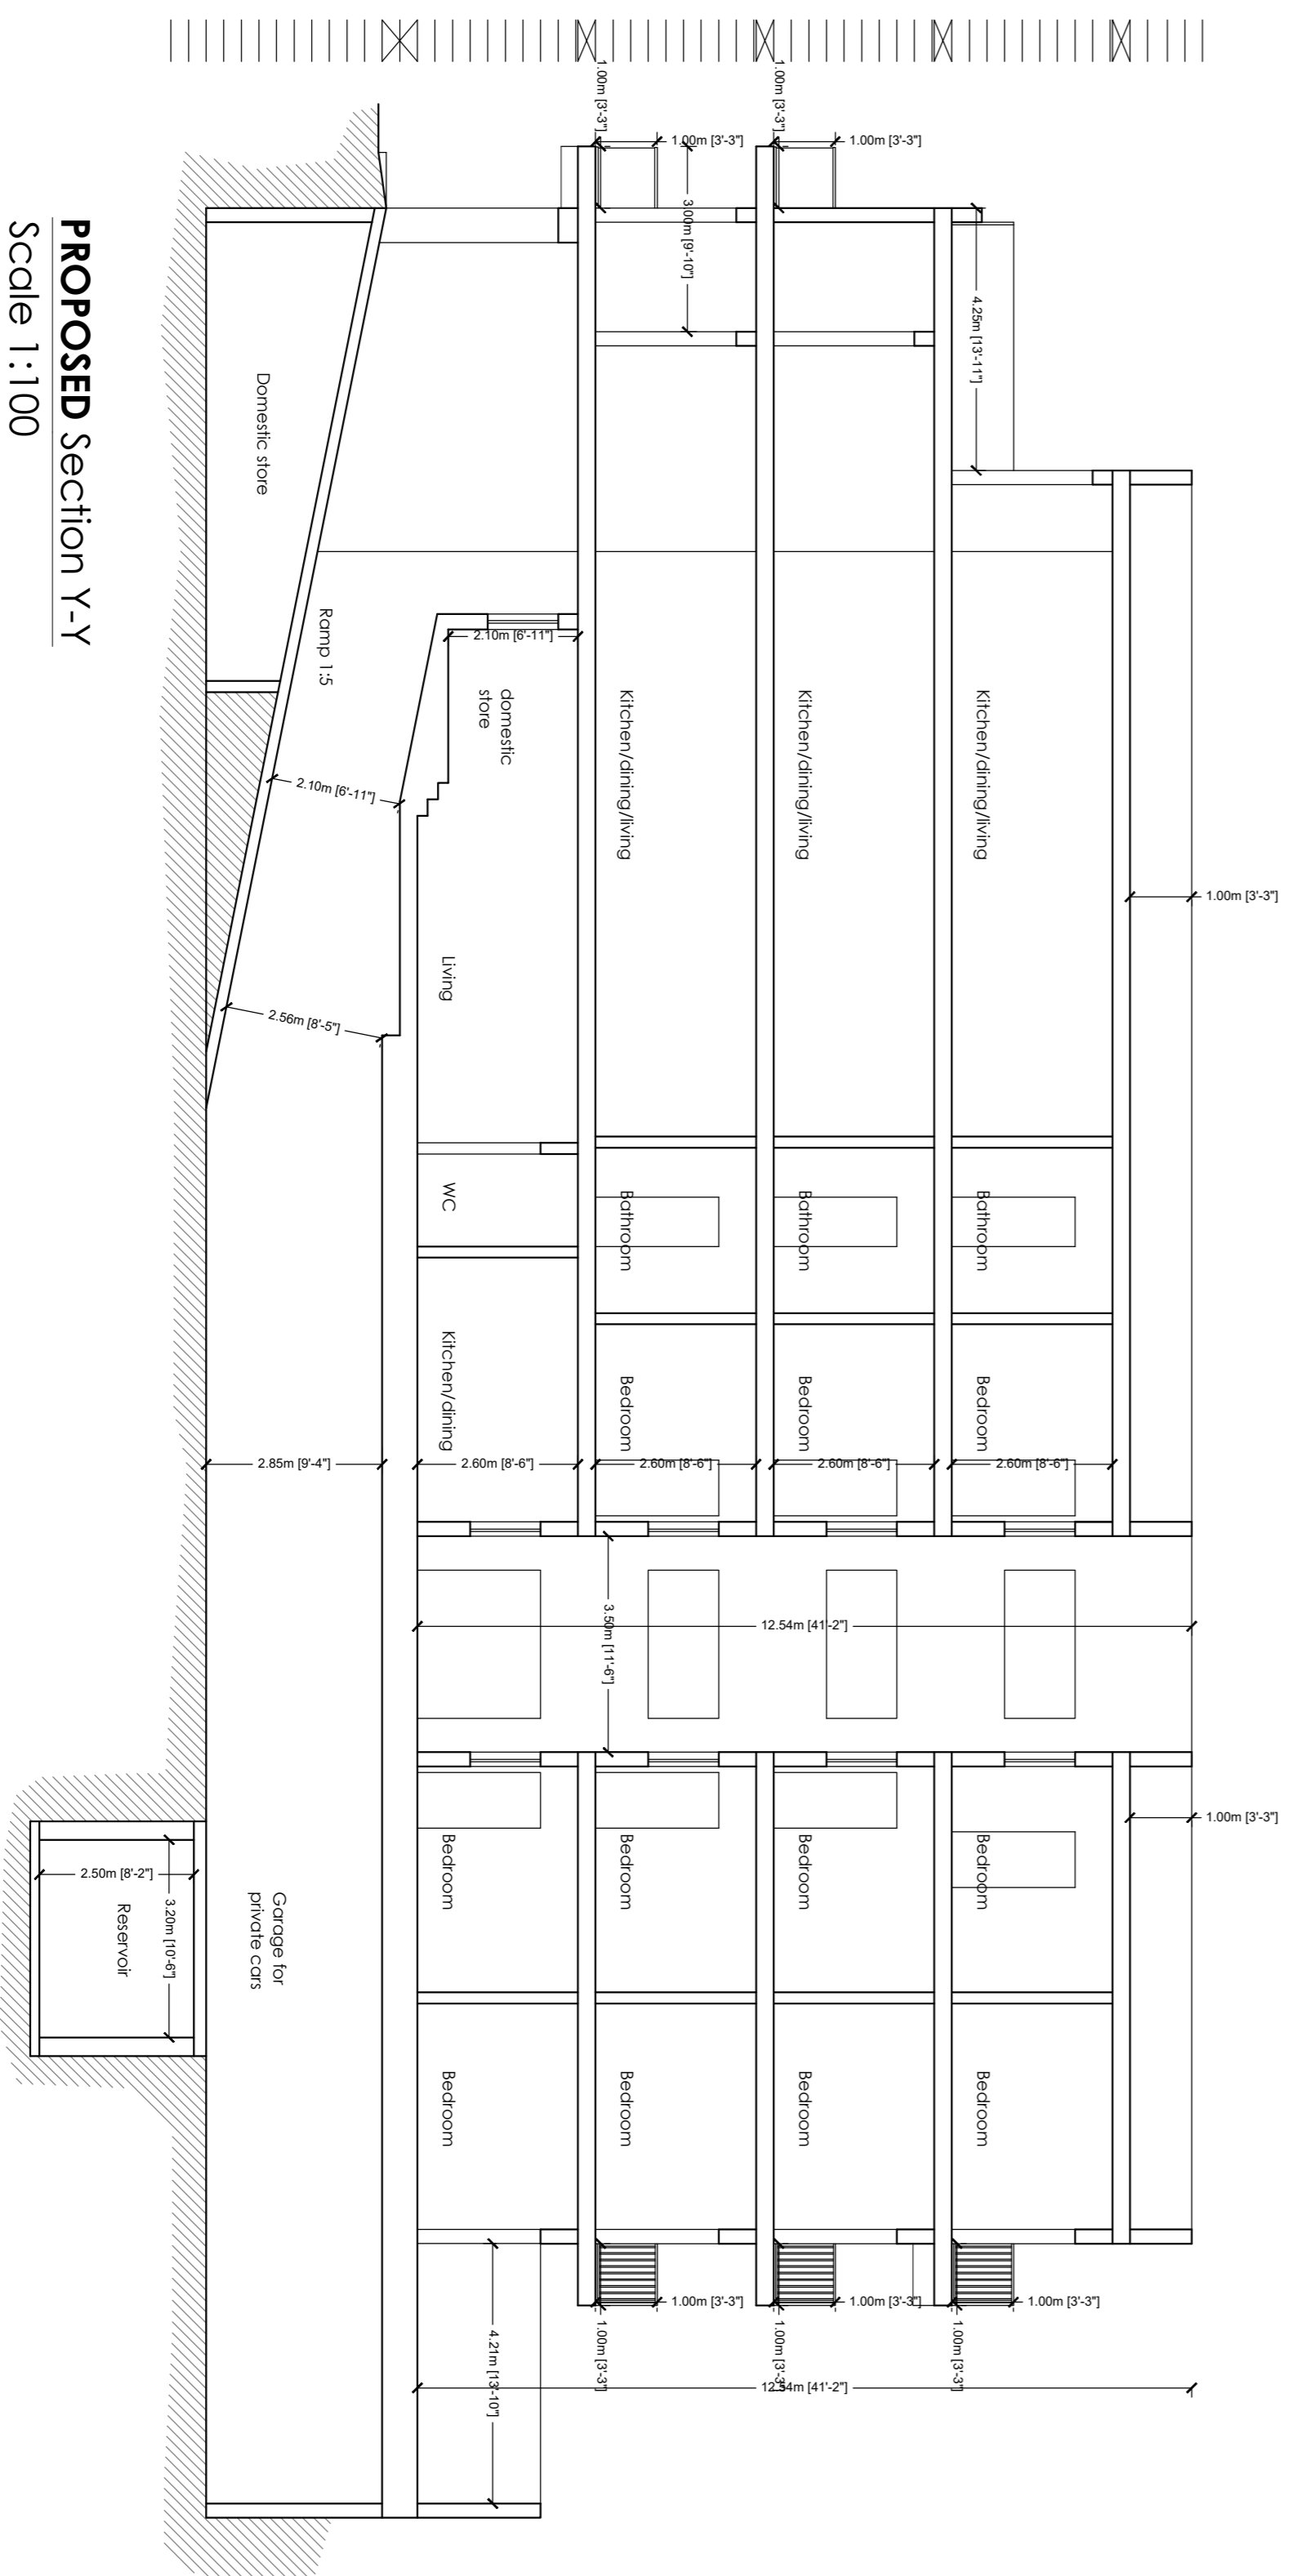 1.00m [3'-3"]
1.00m [3'-3"]
4.25m [13'-11"]
Kitchen/dining/living
Bathroom
Bedroom
2.60m [8'-6"]
Bedroom
Bedroom
1.00m [3'-3"]
1.00m [3'-3"]
1.00m [3'-3"]
1.00m [3'-3"]
Kitchen/dining/living
Bathroom
Bedroom
2.60m [8'-6"]
12.54m [41'-2"]
Bedroom
Bedroom
1.00m [3'-3"]
1.00m [3'-3"]
12.54m [41'-2"]
1.00m [3'-3"]
1.00m [3'-3"]
3.00m [9'-10"]
Kitchen/dining/living
Bathroom
Bedroom
2.60m [8'-6"]
3.50m [11'-6"]
Bedroom
Bedroom
1.00m [3'-3"]
1.00m [3'-3"]
2.10m [6'-11"]
domestic
store
Living
WC
Kitchen/dining
2.60m [8'-6"]
Bedroom
Bedroom
4.21m [13'-10"]
Ramp 1:5
2.10m [6'-11"]
2.56m [8'-5"]
Domestic store
2.85m [9'-4"]
Garage for
private cars
3.20m [10'-6"]
2.50m [8'-2"]
Reservoir
PROPOSED Section Y-Y
Scale 1:100